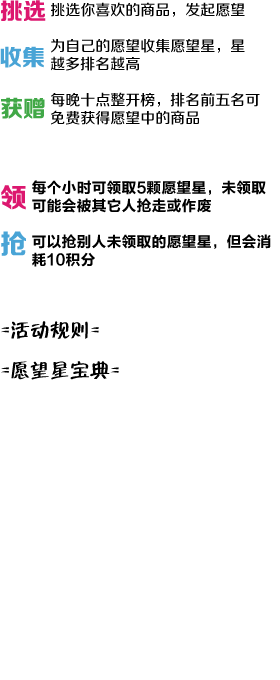 挑选 挑选你喜欢的商品，发起愿望
收集 为自己的愿望收集愿望星，星
越多排名越高
获赠 每晚十点整开榜，排名前五名可
免费获得愿望中的商品
领 每个小时可领取5颗愿望星，未领取
可能会被其它人抢走或作废
抢 可以抢别人未领取的愿望星，但会消
耗10积分
=活动规则=
=愿望星宝典=